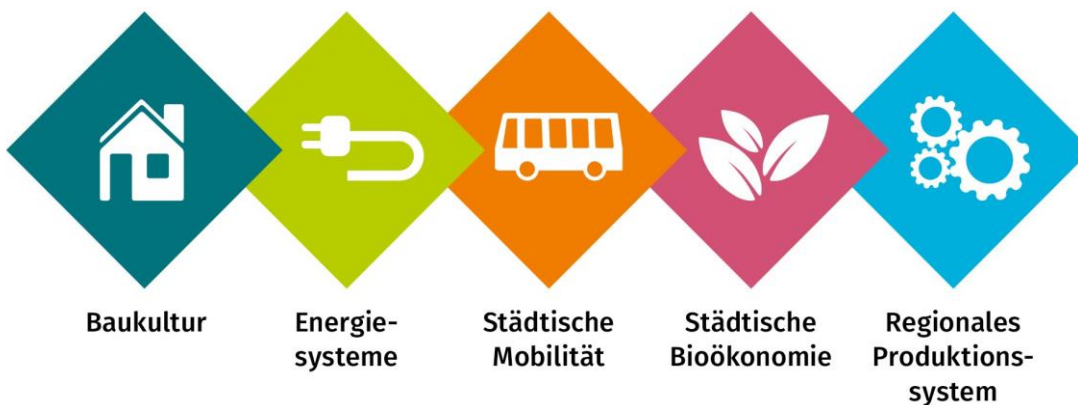 Baukultur
Energie-
systeme
Städtische
Mobilität
Städtische
Bioökonomie
Regionales
Produktions-
system